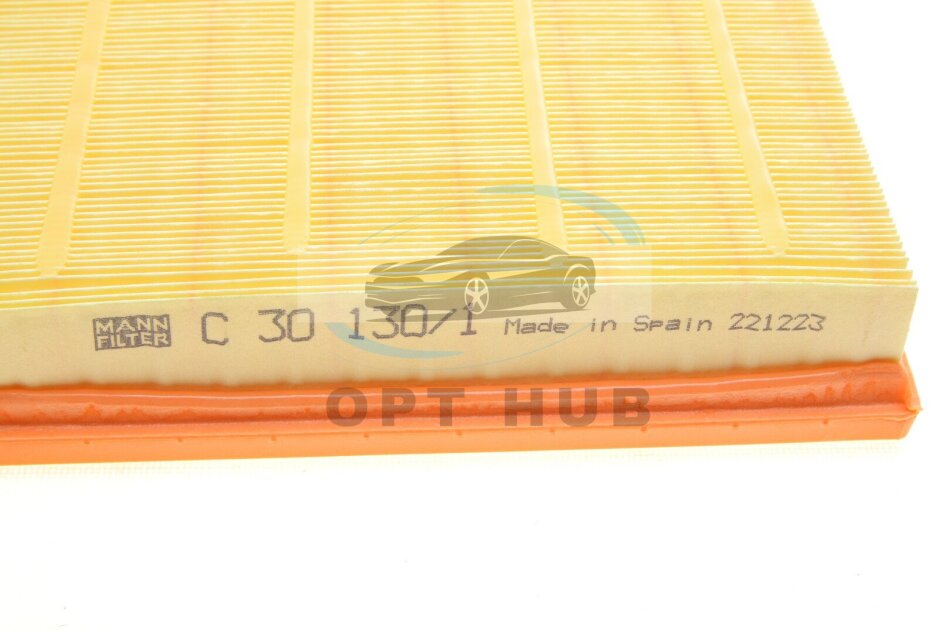 MANN
FILTER
C 30 130/1 Made in Spain 221223
OPT HUB